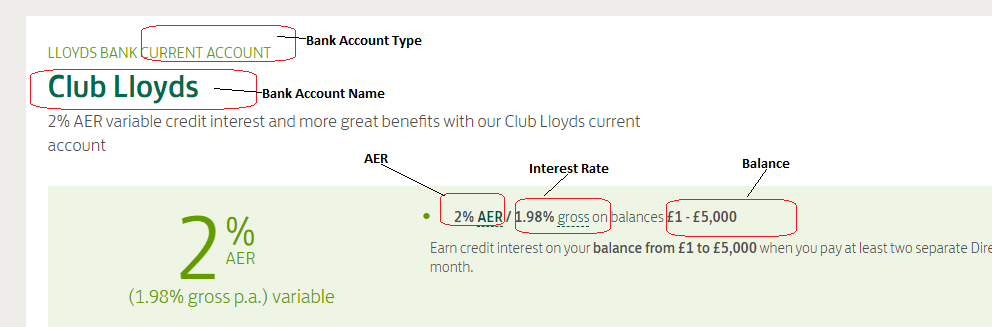 Bank Account Type
LLOYDS BANK CURRENT ACCOUNT
Club Lloyds
Bank Account Name
2% AER variable credit interest and more great benefits with our Club Lloyds current
account
AER
Interest Rate
Balance
2% AER / 1.98% gross on balances £1 - £5,000
2%
AER
(1.98% gross p.a.) variable
Earn credit interest on your balance from £1 to £5,000 when you pay at least two separate
month.